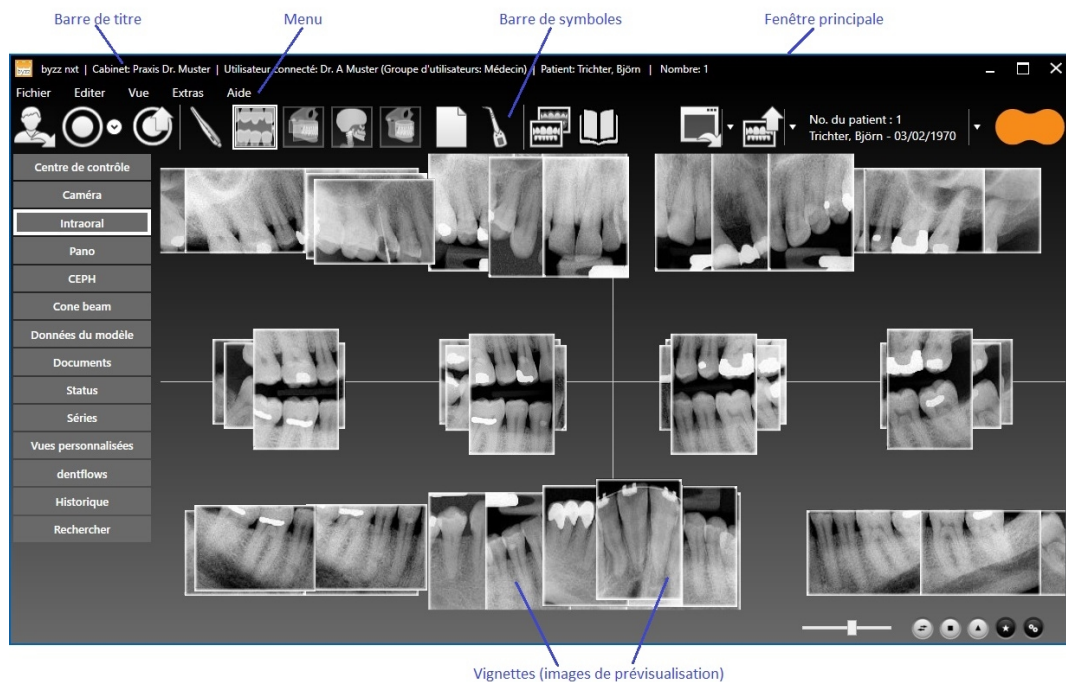 Barre de titre
Menu
Barre de symboles
Fenêtre principale
byzz nxt | Cabinet: Praxis Dr. Muster | Utilisateur connecté: Dr. A Muster (Groupe d'utilisateurs: Médecin) | Patient: Trichter, Björn | Nombre: 1
Fichier Editer Vue Extras Aide
No. du patient : 1
Trichter, Björn - 03/02/1970
Centre de contrôle
Caméra
Intraoral
Pano
CEPH
Cone beam
Données du modèle
Documents
Status
Séries
Vues personnalisées
dentflows
Historique
Rechercher
Vignettes (images de prévisualisation)